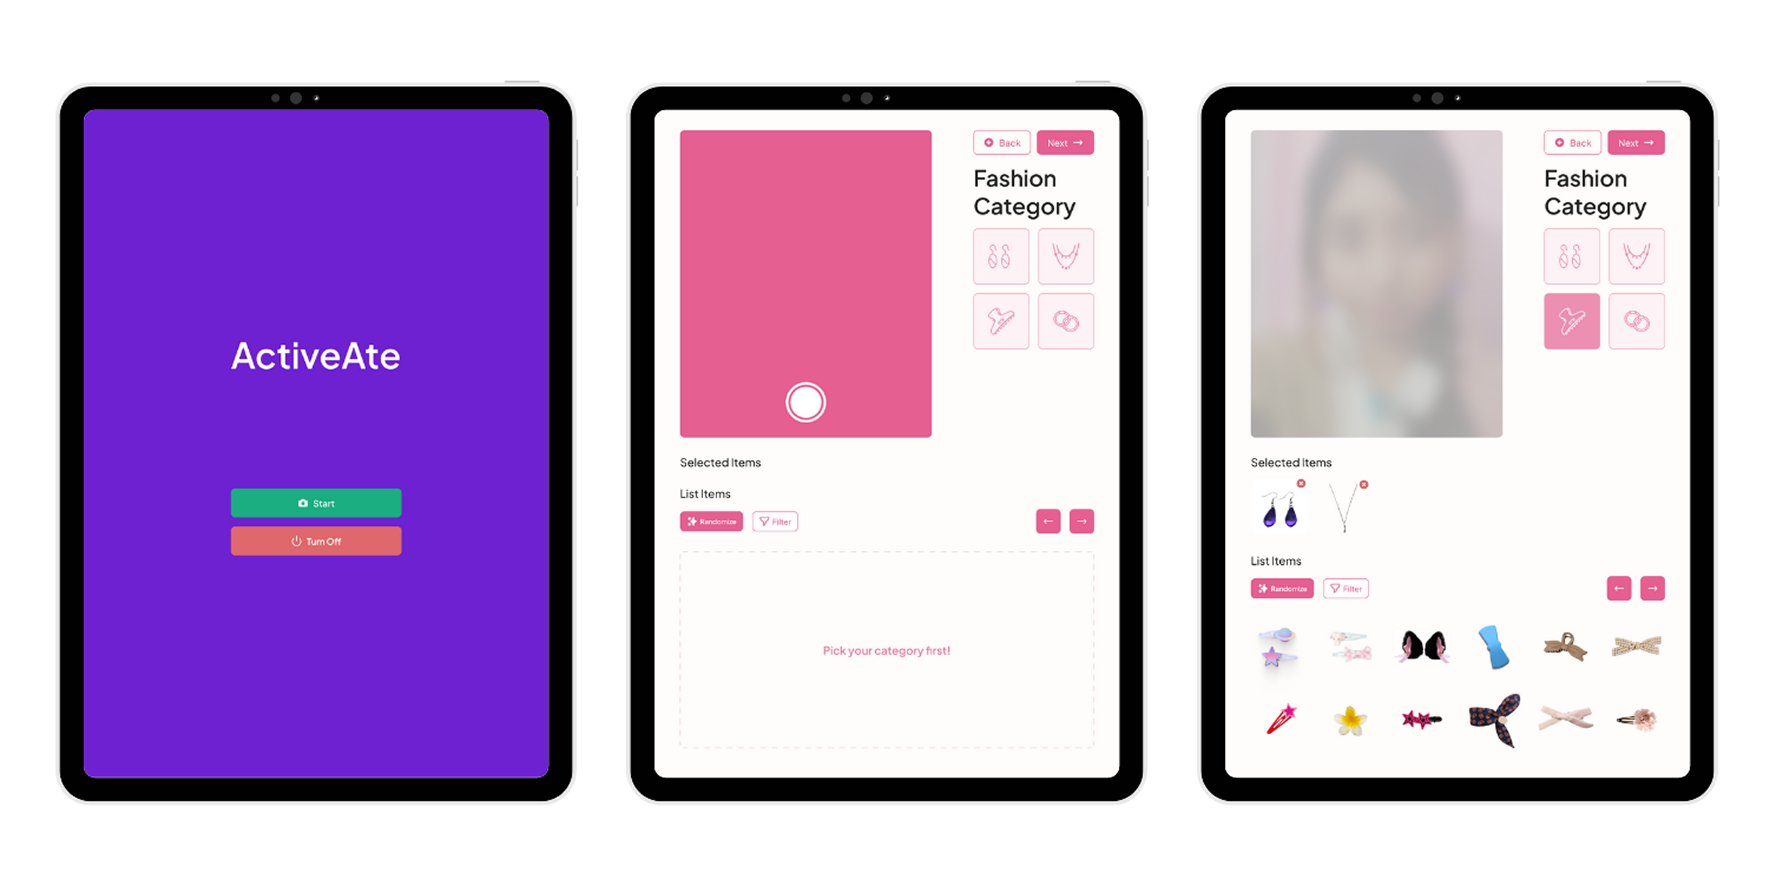 ActiveAte
Start
Turn Off
Back
Next →
Fashion
Category
Selected Items
List Items
Randomize
Filter
←
→
Pick your category first!
Back
Next →
Fashion
Category
Selected Items
List Items
Randomize
Filter
←
→